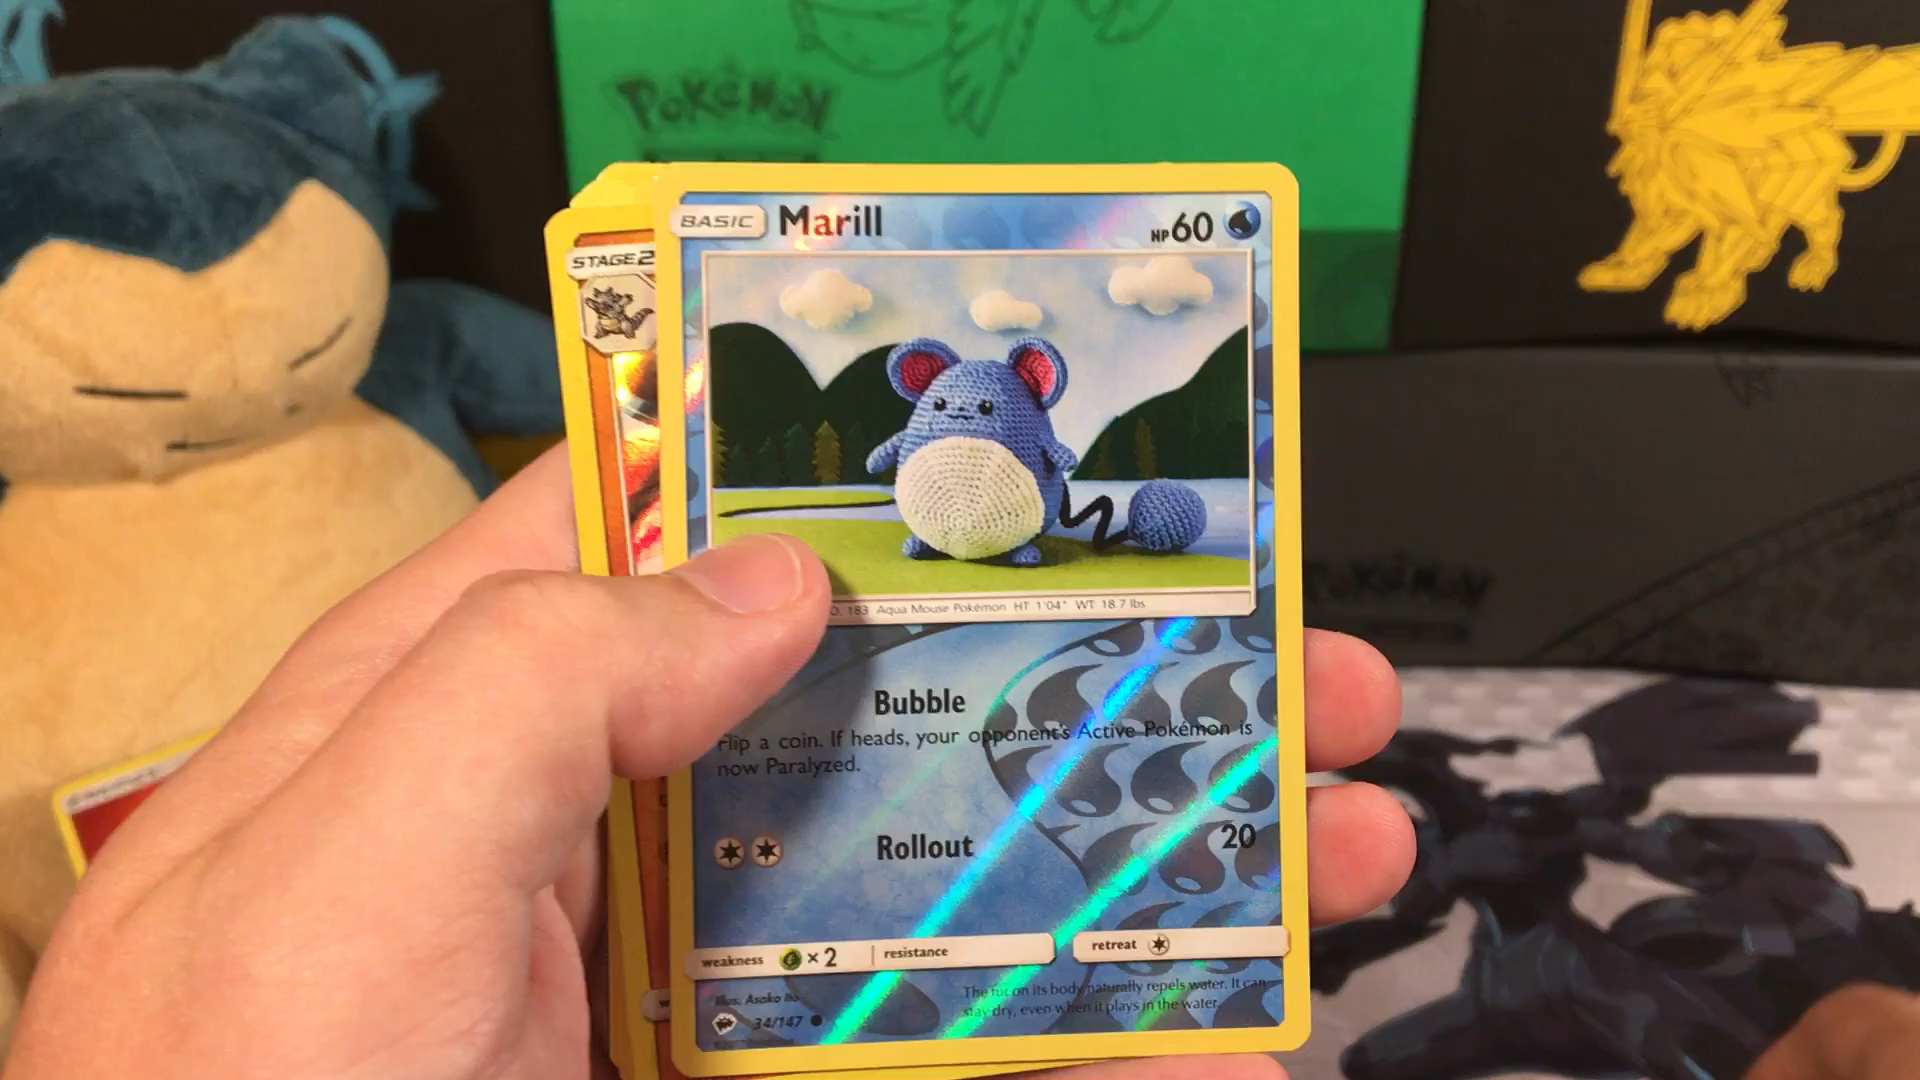 POKÉMON
BASIC Marill HP60
STAGE2
183 Aqua Mouse Pokémon HT 1'04" WT 18.7 lbs
POKÉMON
Bubble
Flip a coin. If heads, your opponent's Active Pokémon is
now Paralyzed.
Rollout 20
weakness ×2 resistance retreat
Illus. Asako Ito
The fur on its body naturally repels water. It can
stay dry, even when it plays in the water.
34/147